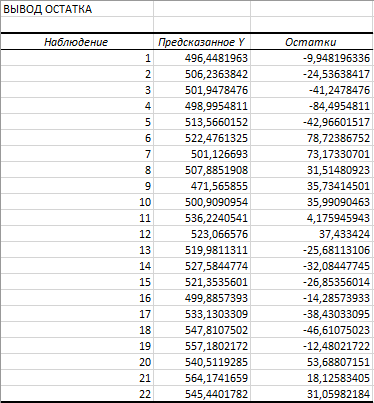 ВЫВОД ОСТАТКА
Наблюдение Предсказанное Y Остатки
1 496,4481963 -9,948196336
2 506,2363842 -24,53638417
3 501,9478476 -41,2478476
4 498,9954811 -84,4954811
5 513,5660152 -42,96601517
6 522,4761325 78,72386752
7 501,126693 73,17330701
8 507,8851908 31,51480923
9 471,565855 35,73414501
10 500,9090954 35,99090463
11 536,2240541 4,175945943
12 523,066576 37,433424
13 519,9811311 -25,68113106
14 527,5844774 -32,08447745
15 521,3535601 -26,85356014
16 499,8857393 -14,28573933
17 533,1303309 -38,43033095
18 547,8107502 -46,61075023
19 557,1802172 -12,48021722
20 540,5119285 53,68807151
21 564,1741659 18,12583405
22 545,4401782 31,05982184